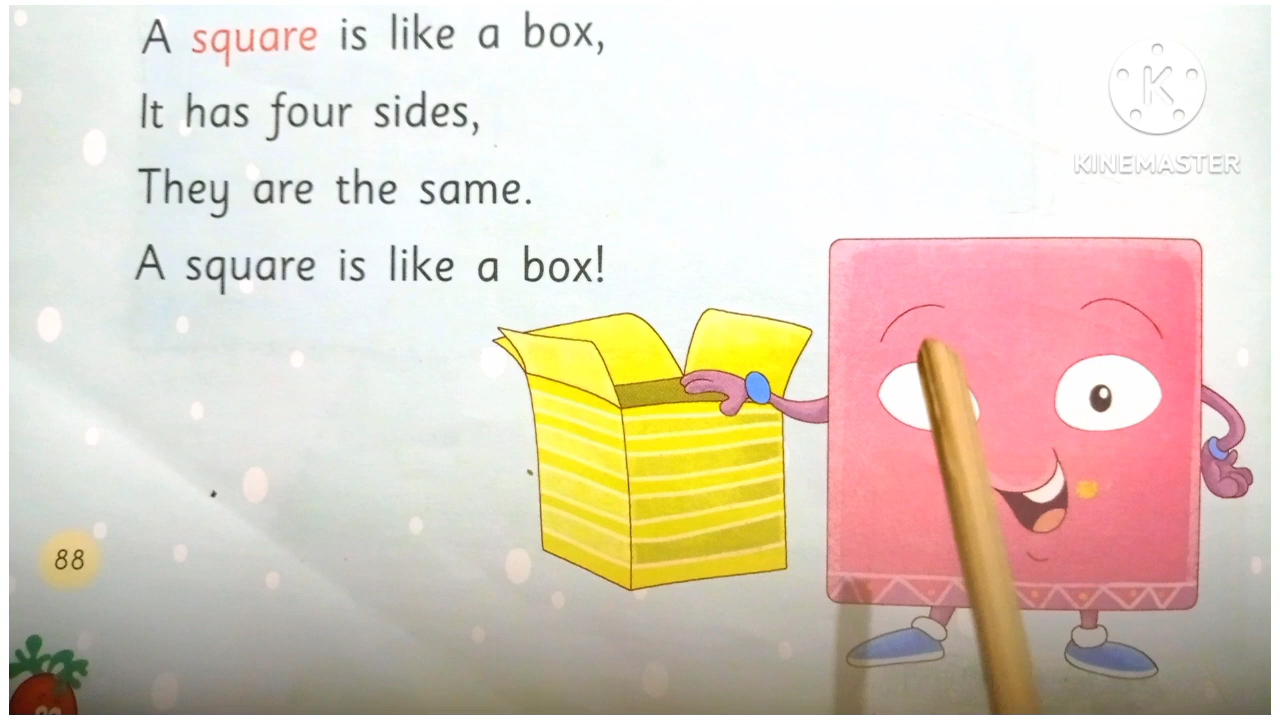 A square is like a box,
It has four sides,
They are the same.
A square is like a box!
88
K
KINEMASTER